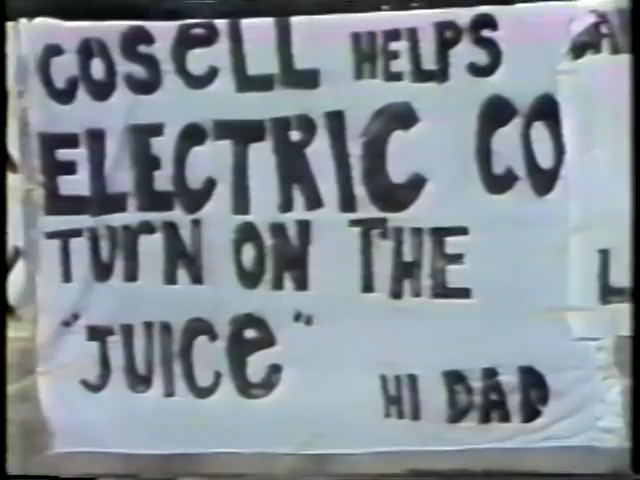 COSELL HELPS
ELECTRIC CO
TURN ON THE
"JUICE"
HI DAD